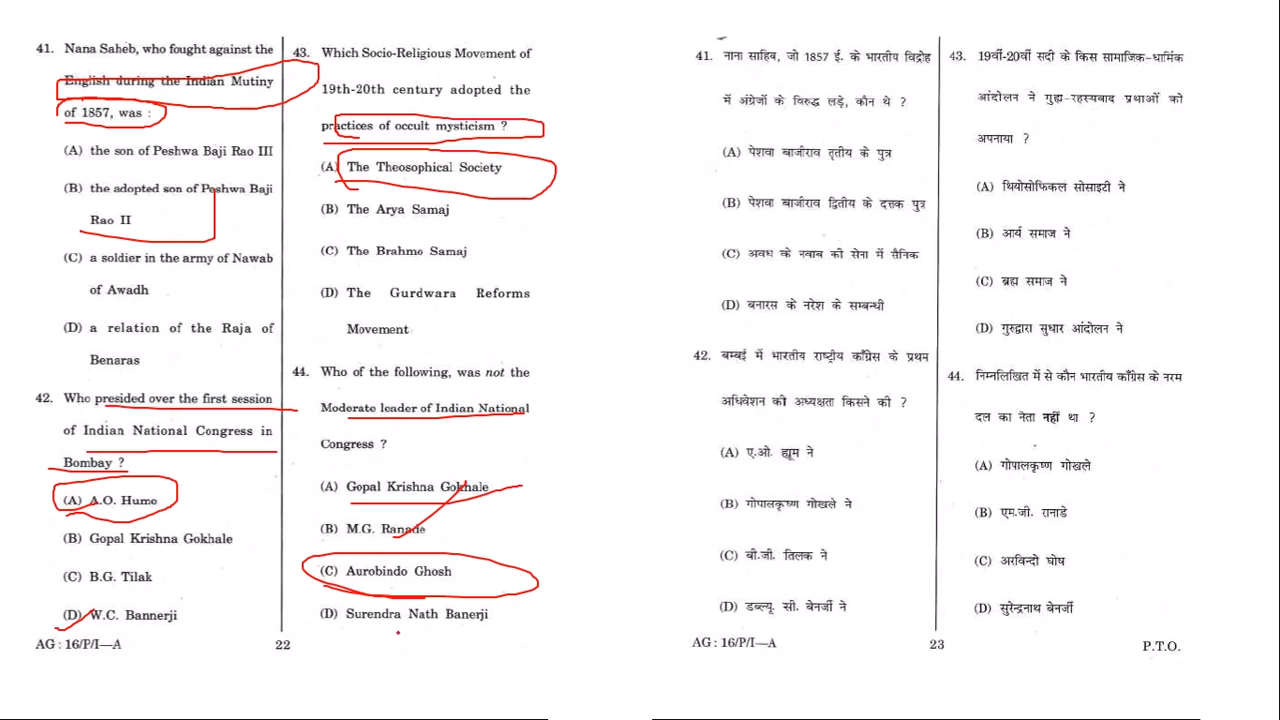 41. Nana Saheb, who fought against the
English during the Indian Mutiny
of 1857, was :
(A) the son of Peshwa Baji Rao III
(B) the adopted son of Peshwa Baji
Rao II
(C) a soldier in the army of Nawab
of Awadh
(D) a relation of the Raja of
Benaras
42. Who presided over the first session
of Indian National Congress in
Bombay ?
(A) A.O. Hume
(B) Gopal Krishna Gokhale
(C) B.G. Tilak
(D) W.C. Bannerji
43. Which Socio-Religious Movement of
19th-20th century adopted the
practices of occult mysticism ?
(A) The Theosophical Society
(B) The Arya Samaj
(C) The Brahmo Samaj
(D) The Gurdwara Reforms
Movement
44. Who of the following, was not the
Moderate leader of Indian National
Congress ?
(A) Gopal Krishna Gokhale
(B) M.G. Ranade
(C) Aurobindo Ghosh
(D) Surendra Nath Banerji
AG : 16/P/I—A
22
41. नाना साहिब, जो 1857 ई. के भारतीय विद्रोह
में अंग्रेजों के विरुद्ध लड़े, कौन थे ?
(A) पेशवा बाजीराव तृतीय के पुत्र
(B) पेशवा बाजीराव द्वितीय के दत्तक पुत्र
(C) अवध के नवाब की सेना में सैनिक
(D) बनारस के नरेश के सम्बन्धी
42. बम्बई में भारतीय राष्ट्रीय काँग्रेस के प्रथम
अधिवेशन की अध्यक्षता किसने की ?
(A) ए.ओ. ह्यूम ने
(B) गोपालकृष्ण गोखले ने
(C) बी.जी. तिलक ने
(D) डब्ल्यू. सी. बेनर्जी ने
43. 19वीं-20वीं सदी के किस सामाजिक-धार्मिक
आंदोलन ने गुह्य-रहस्यवाद प्रथाओं को
अपनाया ?
(A) थियोसोफिकल सोसाइटी ने
(B) आर्य समाज ने
(C) ब्रह्म समाज ने
(D) गुरुद्वारा सुधार आंदोलन ने
44. निम्नलिखित में से कौन भारतीय काँग्रेस के नरम
दल का नेता नहीं था ?
(A) गोपालकृष्ण गोखले
(B) एम.जी. रानाडे
(C) अरविन्दो घोष
(D) सुरेन्द्रनाथ बेनर्जी
AG : 16/P/I—A
23
P.T.O.